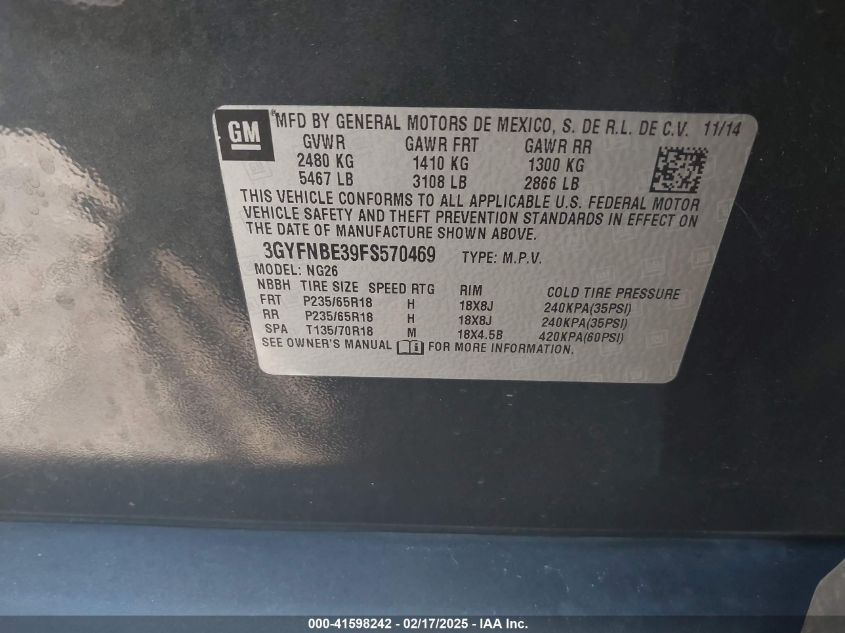 GM
MFD BY GENERAL MOTORS DE MEXICO, S. DE R.L. DE C.V. 11/14
GVWR GAWR FRT GAWR RR
2480 KG 1410 KG 1300 KG
5467 LB 3108 LB 2866 LB
THIS VEHICLE CONFORMS TO ALL APPLICABLE U.S. FEDERAL MOTOR
VEHICLE SAFETY AND THEFT PREVENTION STANDARDS IN EFFECT ON
THE DATE OF MANUFACTURE SHOWN ABOVE.
3GYFNBE39FS570469 TYPE: M.P.V.
MODEL: NG26
NBBH TIRE SIZE SPEED RTG RIM COLD TIRE PRESSURE
FRT P235/65R18 H 18X8J 240KPA(35PSI)
RR P235/65R18 H 18X8J 240KPA(35PSI)
SPA T135/70R18 M 18X4.5B 420KPA(60PSI)
SEE OWNER'S MANUAL FOR MORE INFORMATION.
000-41598242 - 02/17/2025 - IAA Inc.